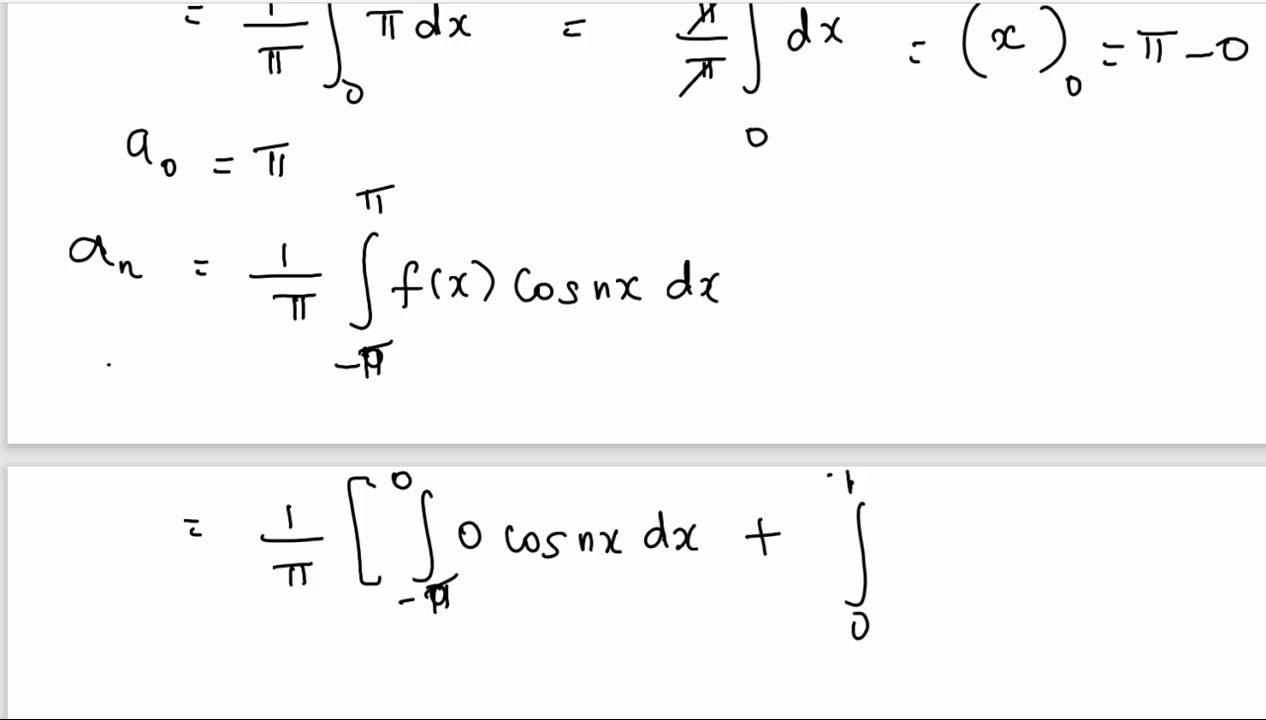 = 1/π ∫₀ π dx = π/π ∫₀ dx = (x)₀ = π - 0
a₀ = π
aₙ = 1/π ∫_{-π}^{π} f(x) cos nx dx
= 1/π [ ∫_{-π}^{0} 0 cos nx dx + ∫₀